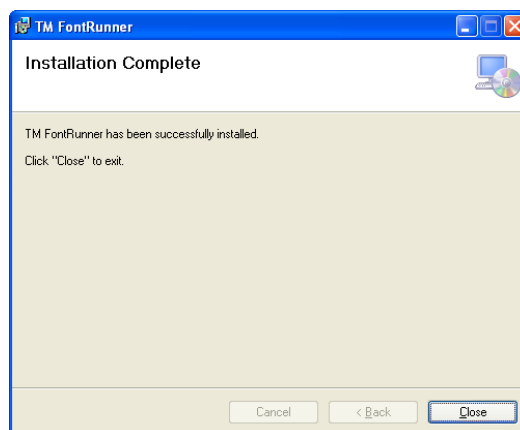 TM FontRunner
Installation Complete
TM FontRunner has been successfully installed.
Click "Close" to exit.
Cancel
< Back
Close